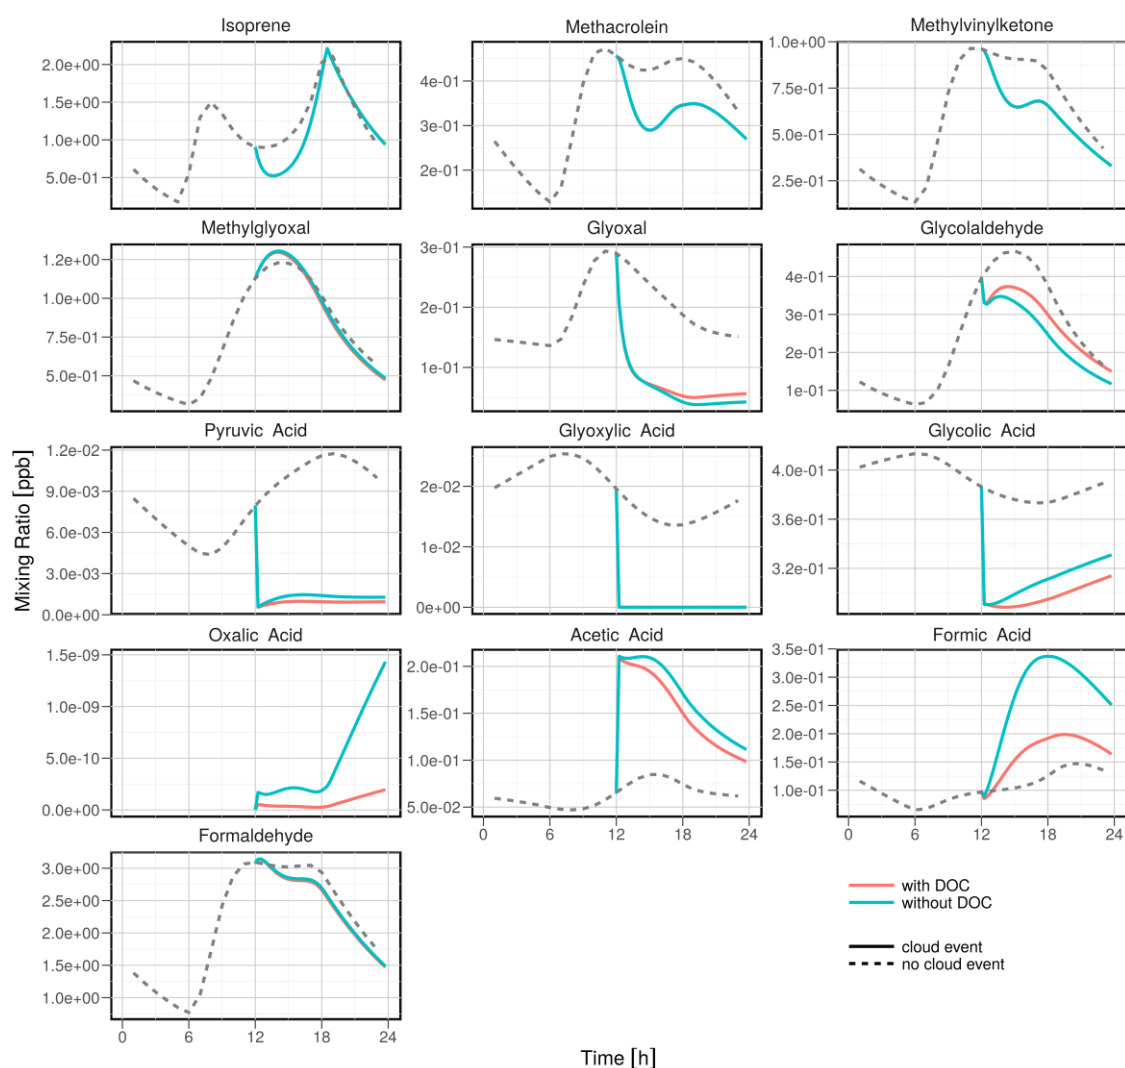 Isoprene
Methacrolein
Methylvinylketone
2.0e+00
1.5e+00
1.0e+00
5.0e-01
4e-01
3e-01
2e-01
1.0e+00
7.5e-01
5.0e-01
2.5e-01
Methylglyoxal
Glyoxal
Glycolaldehyde
1.2e+00
1.0e+00
7.5e-01
5.0e-01
3e-01
2e-01
1e-01
4e-01
3e-01
2e-01
1e-01
Pyruvic Acid
Glyoxylic Acid
Glycolic Acid
1.2e-02
9.0e-03
6.0e-03
3.0e-03
0.0e+00
2e-02
1e-02
0e+00
4.0e-01
3.6e-01
3.2e-01
Mixing Ratio [ppb]
Oxalic Acid
Acetic Acid
Formic Acid
1.5e-09
1.0e-09
5.0e-10
0.0e+00
2.0e-01
1.5e-01
1.0e-01
5.0e-02
3.5e-01
3.0e-01
2.5e-01
2.0e-01
1.5e-01
1.0e-01
0 6 12 18 24
0 6 12 18 24
Formaldehyde
3.0e+00
2.5e+00
2.0e+00
1.5e+00
1.0e+00
0 6 12 18 24
with DOC
without DOC
cloud event
no cloud event
Time [h]